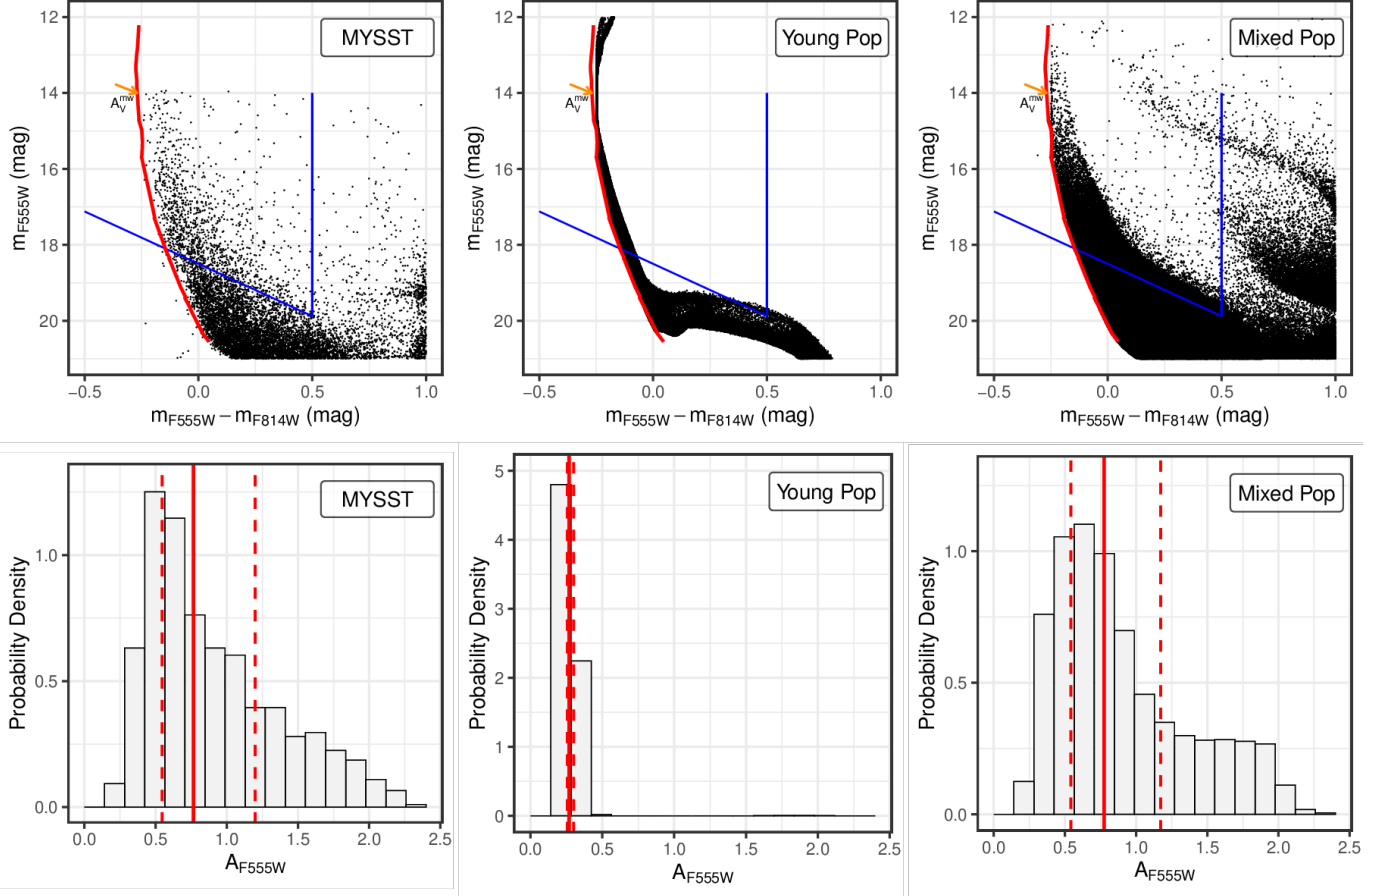 MYSST
12
14
16
18
20
A_V^mw
m_F555W (mag)
−0.5
0.0
0.5
1.0
m_F555W − m_F814W (mag)
Young Pop
12
14
16
18
20
A_V^mw
m_F555W (mag)
−0.5
0.0
0.5
1.0
m_F555W − m_F814W (mag)
Mixed Pop
12
14
16
18
20
A_V^mw
m_F555W (mag)
−0.5
0.0
0.5
1.0
m_F555W − m_F814W (mag)
MYSST
1.0
0.5
0.0
Probability Density
0.0
0.5
1.0
1.5
2.0
2.5
A_F555W
Young Pop
5
4
3
2
1
0
Probability Density
0.0
0.5
1.0
1.5
2.0
2.5
A_F555W
Mixed Pop
1.0
0.5
0.0
Probability Density
0.0
0.5
1.0
1.5
2.0
2.5
A_F555W